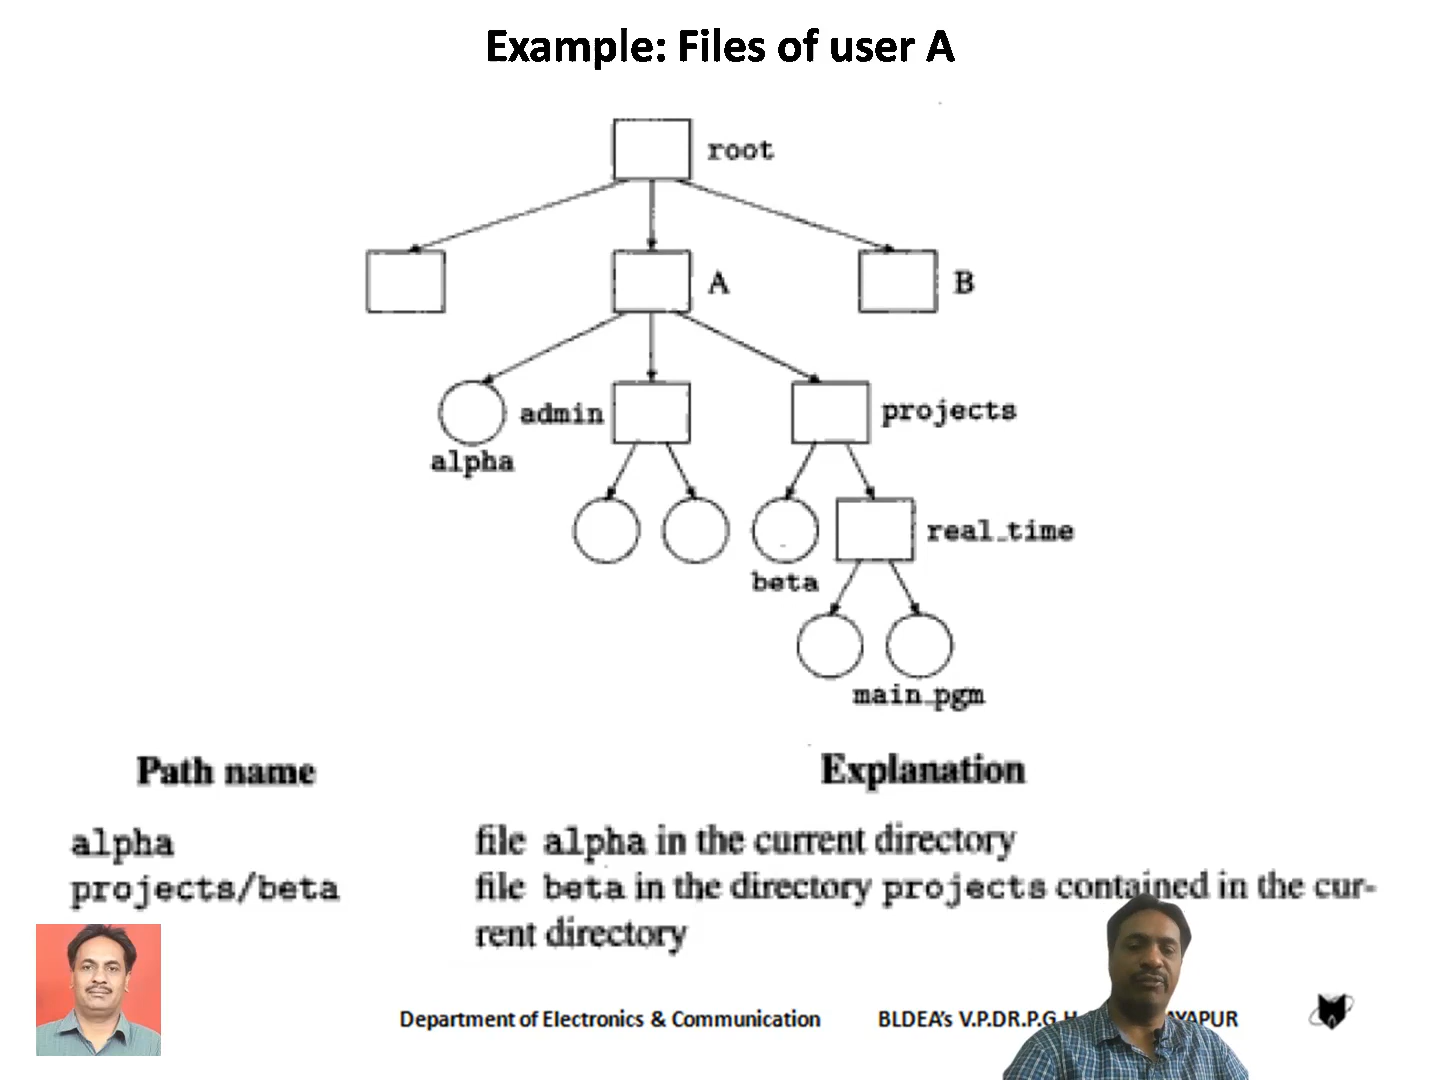 Example: Files of user A
root
A
B
admin
projects
alpha
real_time
beta
main_pgm
Path name
Explanation
alpha
file alpha in the current directory
projects/beta
file beta in the directory projects contained in the cur-
rent directory
Department of Electronics & Communication
BLDEA's V.P.DR.P.G.